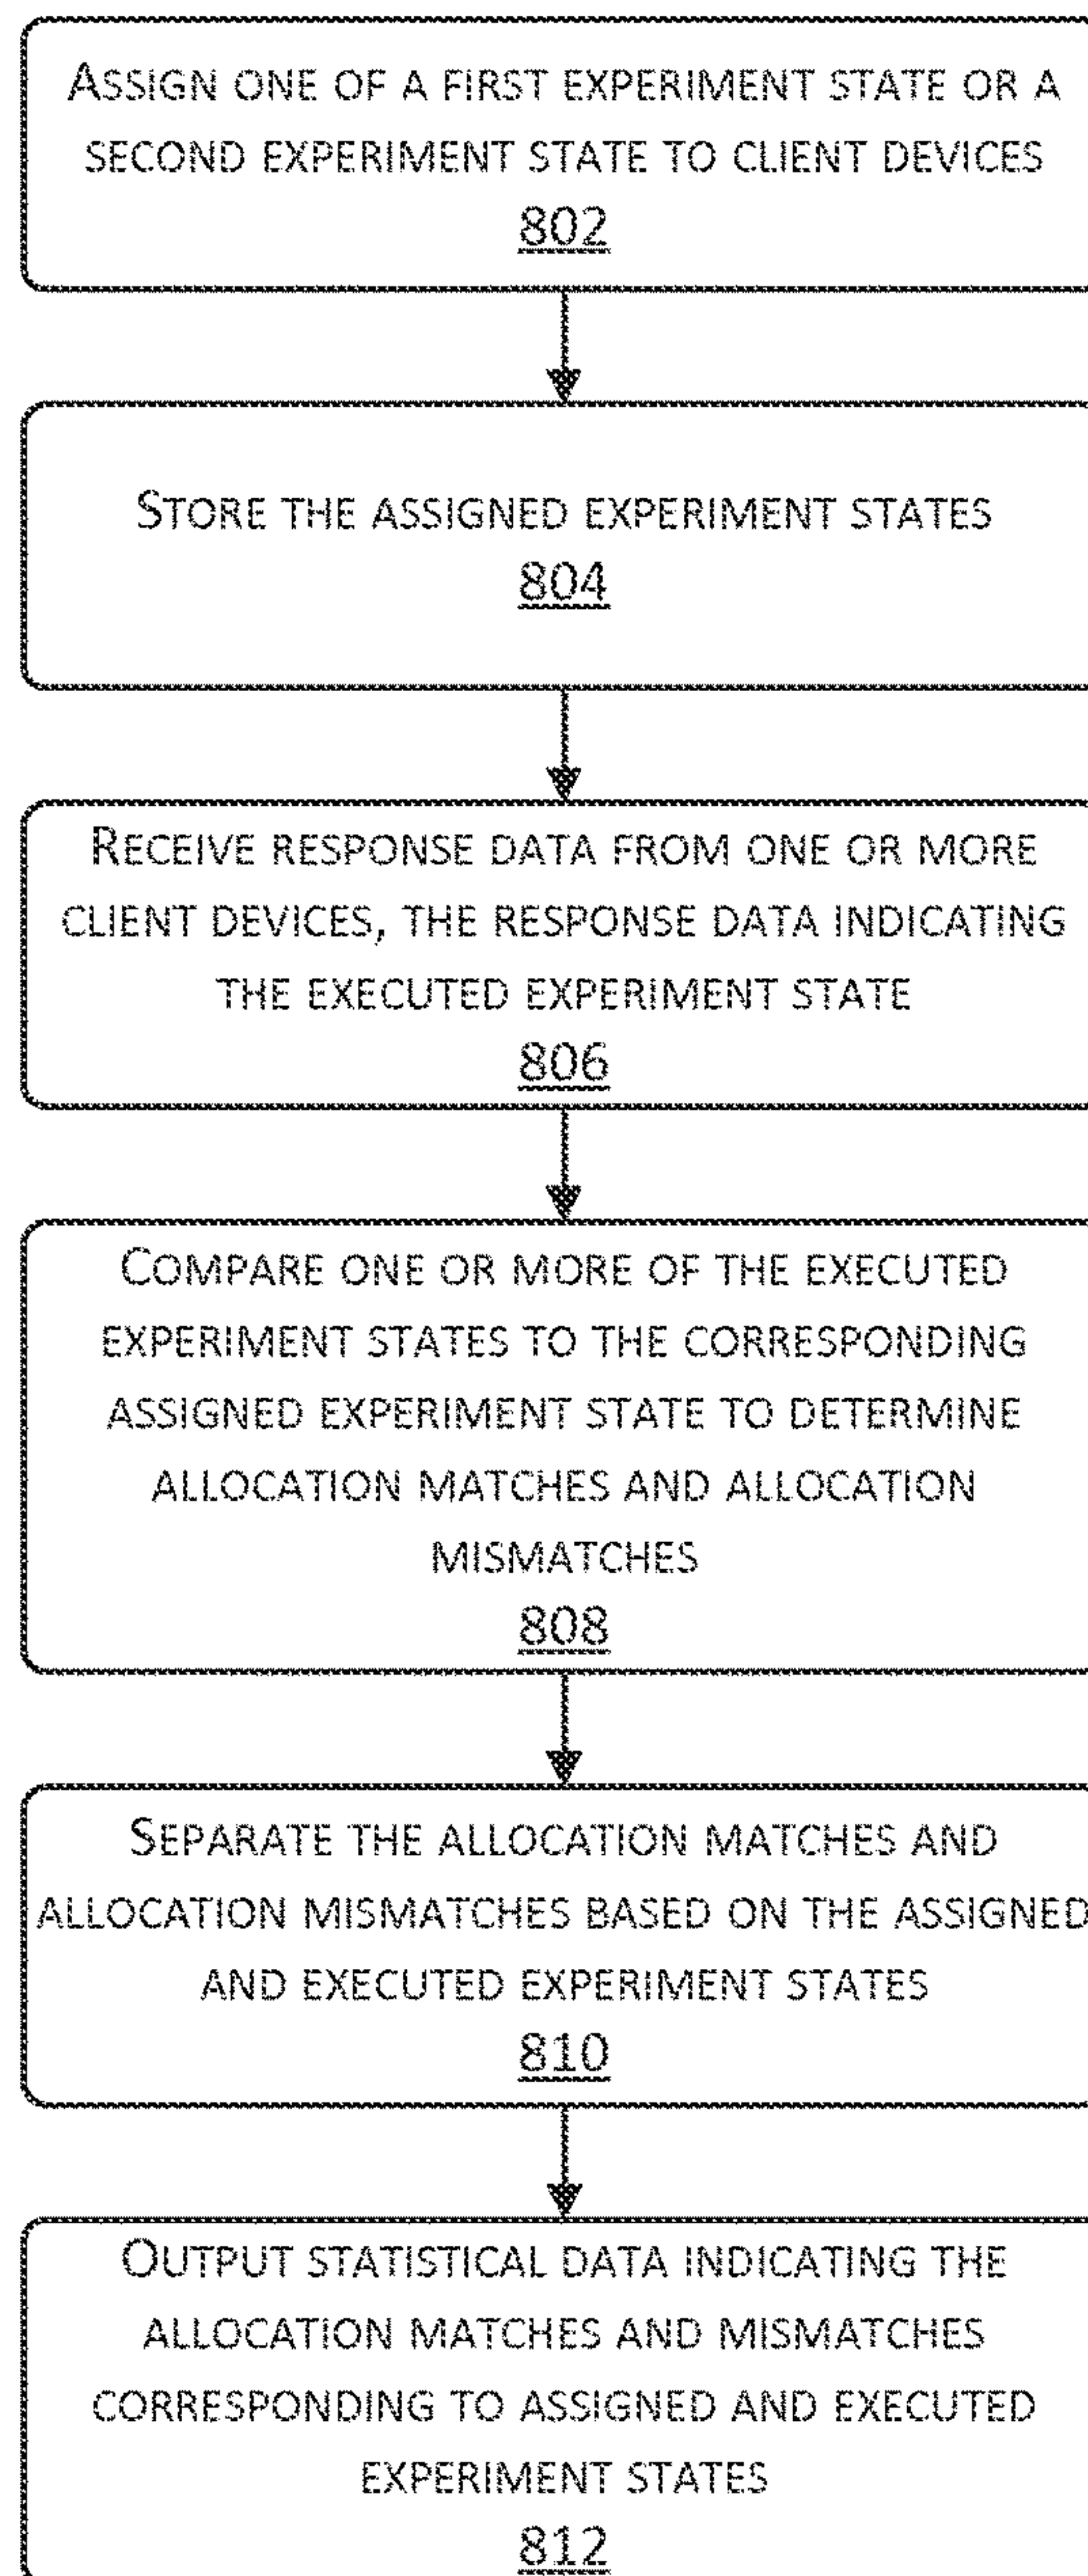 ASSIGN ONE OF A FIRST EXPERIMENT STATE OR A
SECOND EXPERIMENT STATE TO CLIENT DEVICES
802
STORE THE ASSIGNED EXPERIMENT STATES
804
RECEIVE RESPONSE DATA FROM ONE OR MORE
CLIENT DEVICES, THE RESPONSE DATA INDICATING
THE EXECUTED EXPERIMENT STATE
806
COMPARE ONE OR MORE OF THE EXECUTED
EXPERIMENT STATES TO THE CORRESPONDING
ASSIGNED EXPERIMENT STATE TO DETERMINE
ALLOCATION MATCHES AND ALLOCATION
MISMATCHES
808
SEPARATE THE ALLOCATION MATCHES AND
ALLOCATION MISMATCHES BASED ON THE ASSIGNED
AND EXECUTED EXPERIMENT STATES
810
OUTPUT STATISTICAL DATA INDICATING THE
ALLOCATION MATCHES AND MISMATCHES
CORRESPONDING TO ASSIGNED AND EXECUTED
EXPERIMENT STATES
812